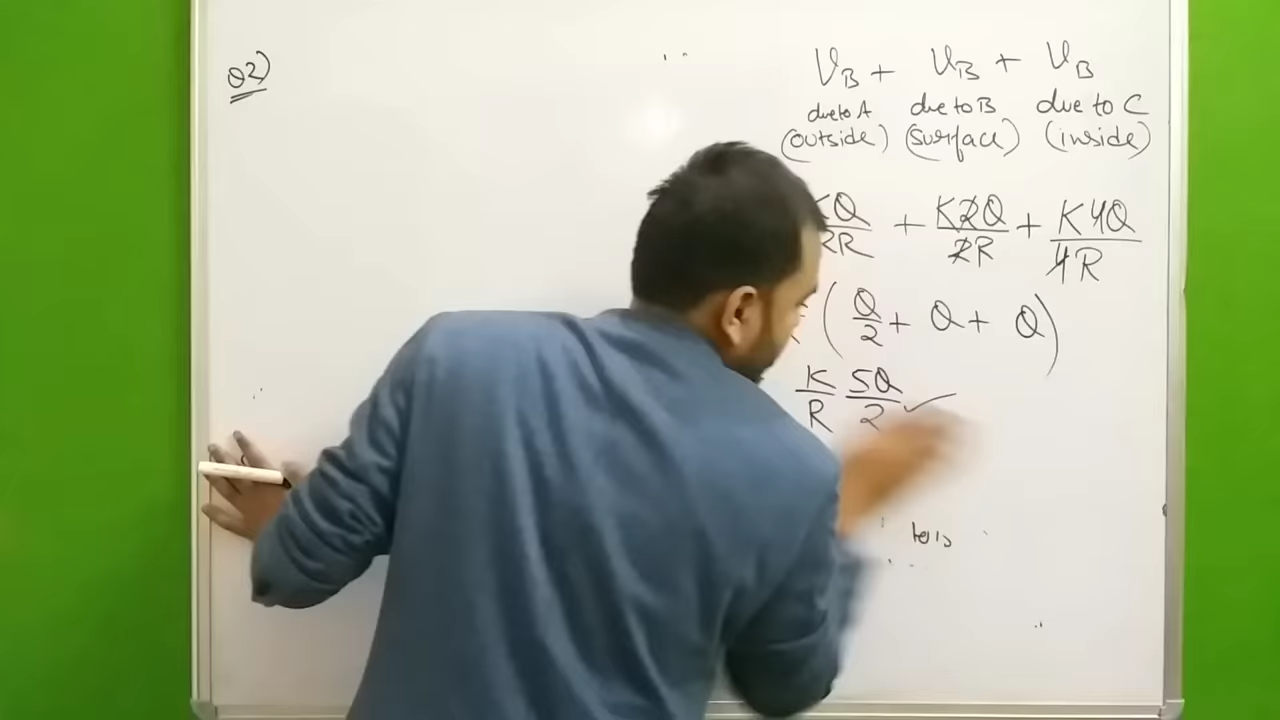 Q2)
VB + VB + VB
due to A due to B due to C
(outside) (surface) (inside)
KQ/2R + K2Q/2R + K4Q/4R
(Q/2 + Q + Q)
K/R 5Q/2 ✓